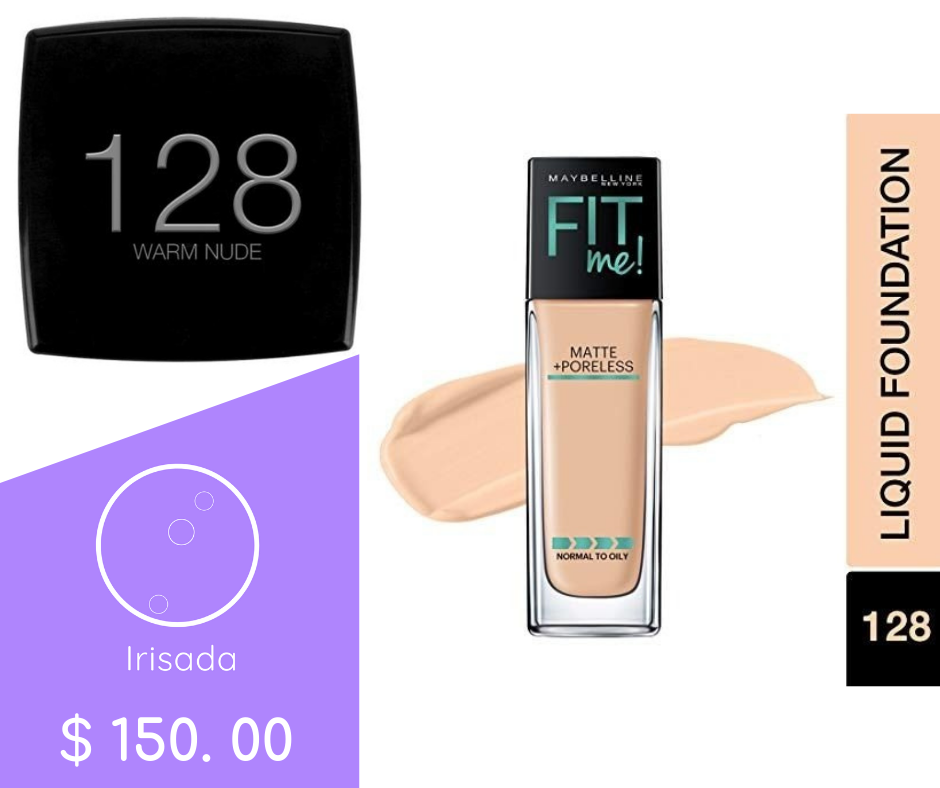 128
WARM NUDE
Irisada
$ 150. 00
MAYBELLINE
NEW YORK
FIT
me!
MATTE
+PORELESS
NORMAL TO OILY
LIQUID FOUNDATION
128